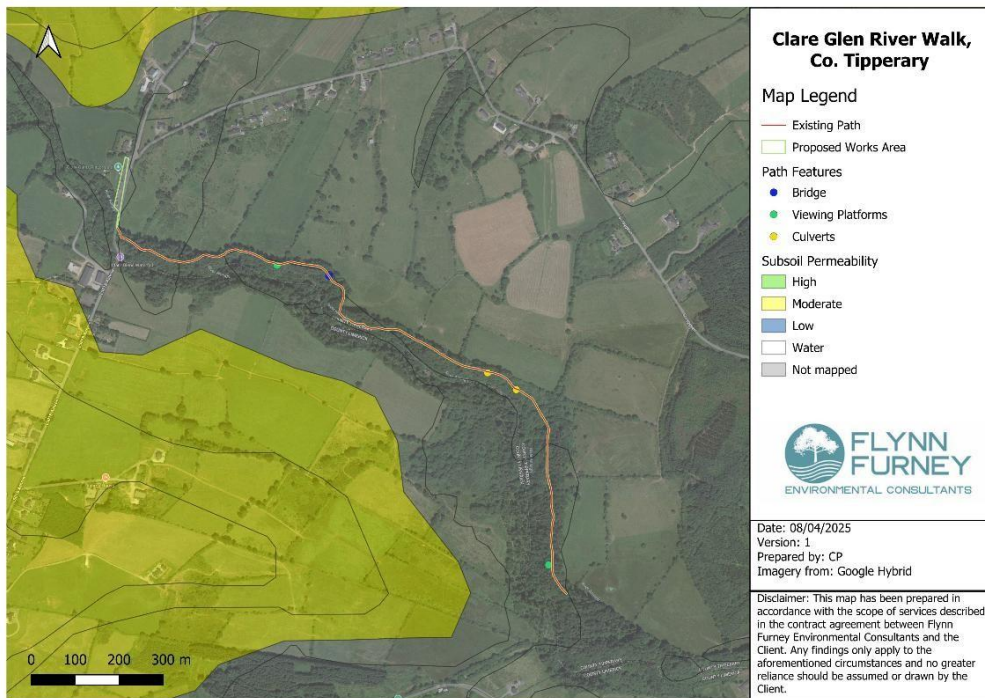 Clare Glen River Walk,
Co. Tipperary
Map Legend
Existing Path
Proposed Works Area
Path Features
Bridge
Viewing Platforms
Culverts
Subsoil Permeability
High
Moderate
Low
Water
Not mapped
FLYNN
FURNEY
ENVIRONMENTAL CONSULTANTS
Date: 08/04/2025
Version: 1
Prepared by: CP
Imagery from: Google Hybrid
Disclaimer: This map has been prepared in
accordance with the scope of services described
in the contract agreement between Flynn
Furney Environmental Consultants and the
Client. Any findings only apply to the
aforementioned circumstances and no greater
reliance should be assumed or drawn by the
Client.
0 100 200 300 m